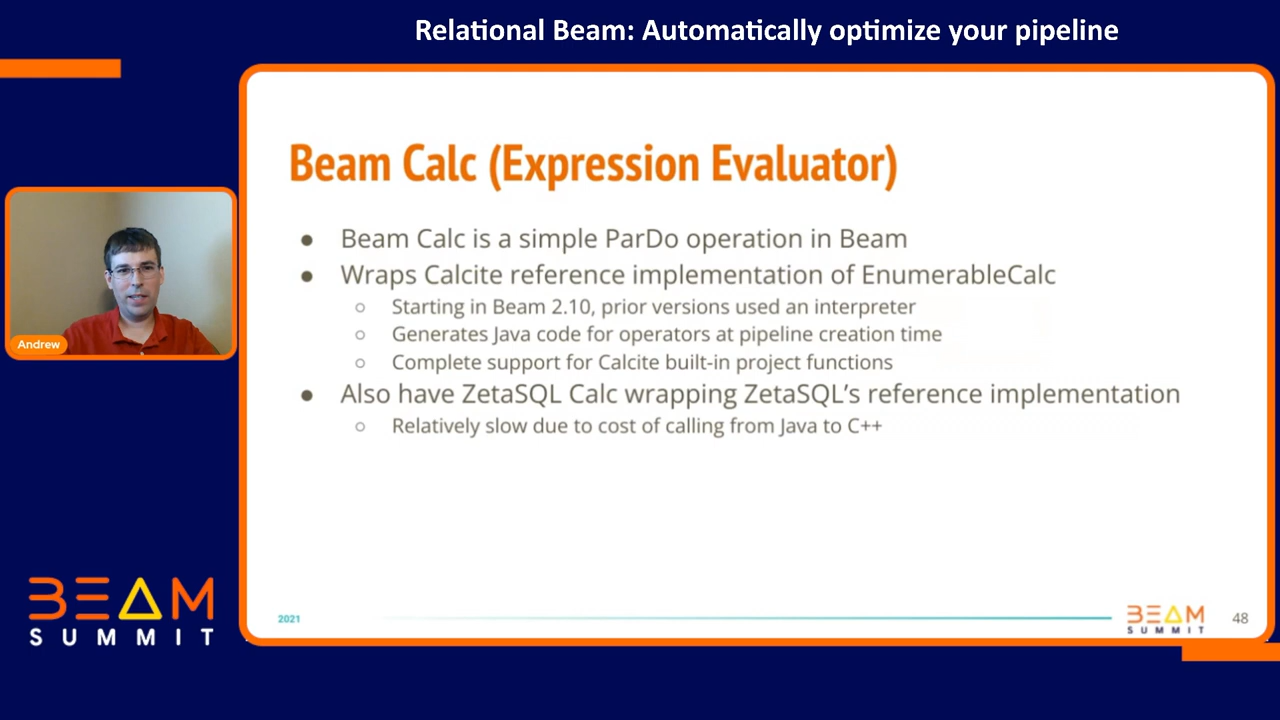 Relational Beam: Automatically optimize your pipeline
Beam Calc (Expression Evaluator)
● Beam Calc is a simple ParDo operation in Beam
● Wraps Calcite reference implementation of EnumerableCalc
○ Starting in Beam 2.10, prior versions used an interpreter
○ Generates Java code for operators at pipeline creation time
○ Complete support for Calcite built-in project functions
● Also have ZetaSQL Calc wrapping ZetaSQL’s reference implementation
○ Relatively slow due to cost of calling from Java to C++
Andrew
BEAM
SUMMIT
2021
BEAM
SUMMIT
48